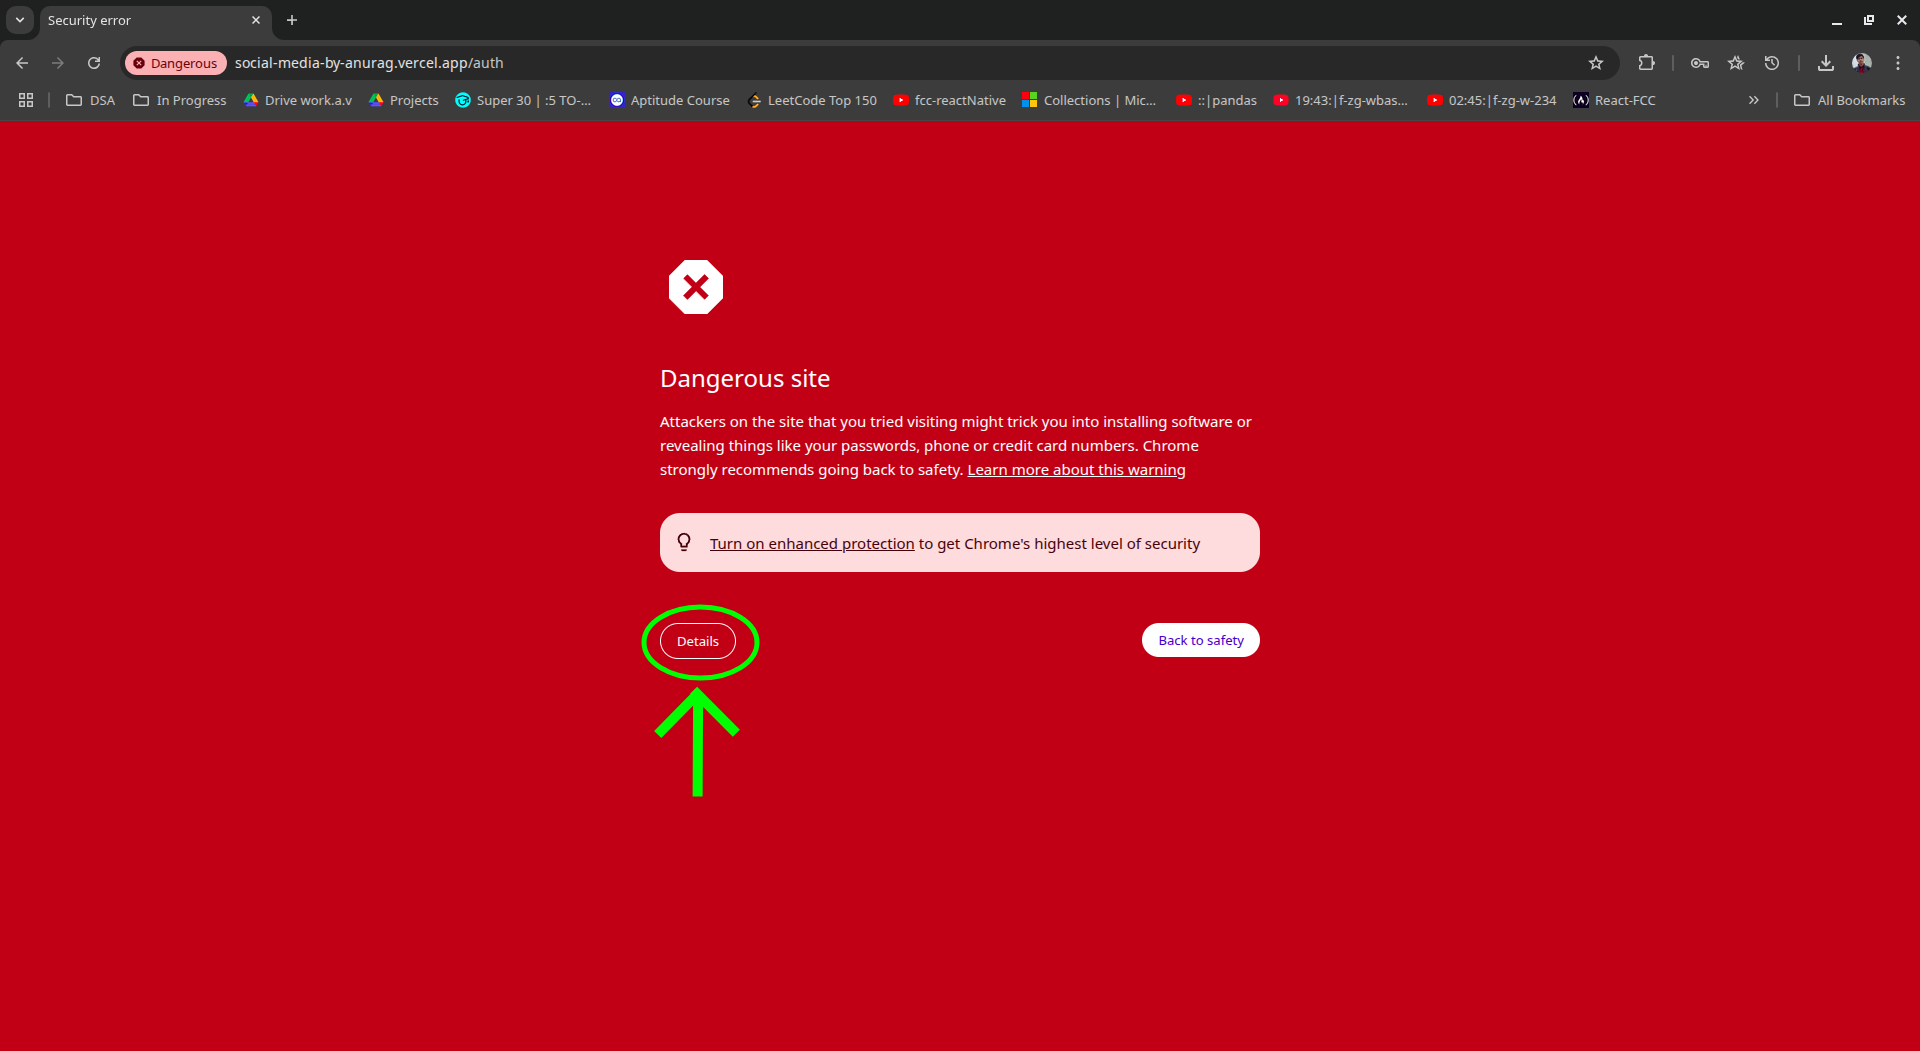 Security error
Dangerous
social-media-by-anurag.vercel.app/auth
DSA
In Progress
Drive work.a.v
Projects
Super 30 | :5 TO-...
Aptitude Course
LeetCode Top 150
fcc-reactNative
Collections | Mic...
::|pandas
19:43:|f-zg-wbas...
02:45:|f-zg-w-234
React-FCC
All Bookmarks
Dangerous site
Attackers on the site that you tried visiting might trick you into installing software or
revealing things like your passwords, phone or credit card numbers. Chrome
strongly recommends going back to safety. Learn more about this warning
Turn on enhanced protection to get Chrome's highest level of security
Details
Back to safety